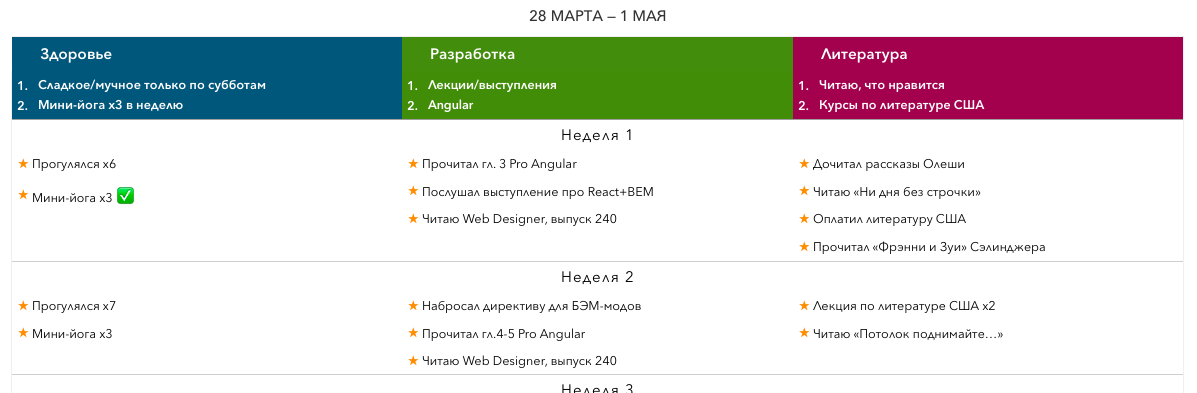 28 МАРТА – 1 МАЯ
Здоровье
1. Сладкое/мучное только по субботам
2. Мини-йога x3 в неделю
Разработка
1. Лекции/выступления
2. Angular
Литература
1. Читаю, что нравится
2. Курсы по литературе США
Неделя 1
★ Прогулялся x6
★ Мини-йога x3 ✅
★ Прочитал гл. 3 Pro Angular
★ Послушал выступление про React+BEM
★ Читаю Web Designer, выпуск 240
★ Дочитал рассказы Олеши
★ Читаю «Ни дня без строчки»
★ Оплатил литературу США
★ Прочитал «Фрэнни и Зуи» Сэлинджера
Неделя 2
★ Прогулялся x7
★ Мини-йога x3
★ Набросал директиву для БЭМ-модов
★ Прочитал гл.4-5 Pro Angular
★ Читаю Web Designer, выпуск 240
★ Лекция по литературе США x2
★ Читаю «Потолок поднимайте…»
Неделя 3